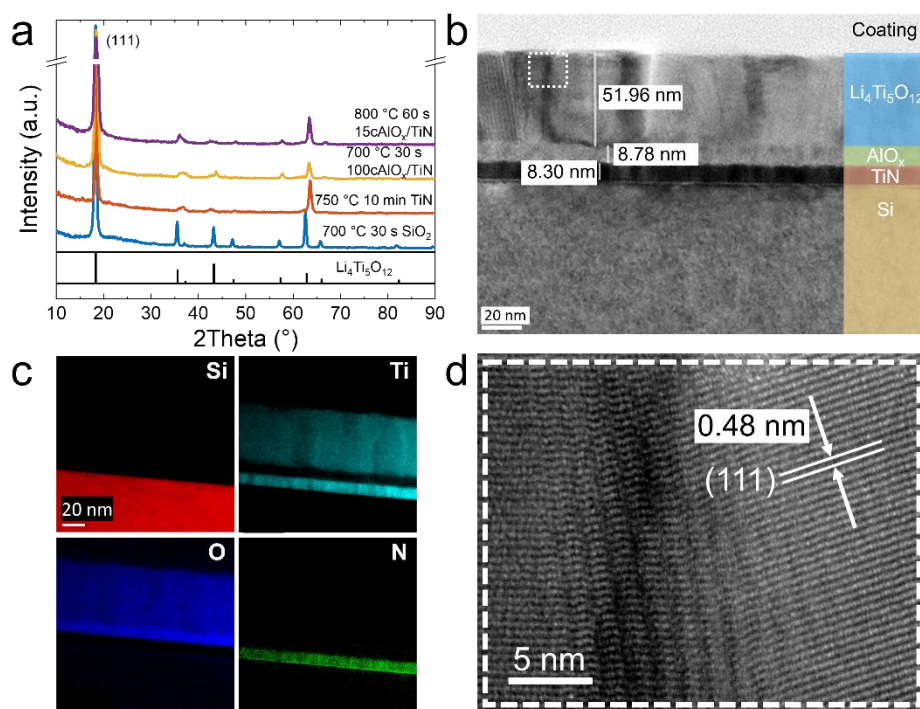 a
Intensity (a.u.)
(111)
800 °C 60 s
15cAlOₓ/TiN
700 °C 30 s
100cAlOₓ/TiN
750 °C 10 min TiN
700 °C 30 s SiO₂
Li₄Ti₅O₁₂
10 20 30 40 50 60 70 80 90
2Theta (°)
b
Coating
51.96 nm
Li₄Ti₅O₁₂
8.78 nm
AlOₓ
8.30 nm
TiN
Si
20 nm
c
Si
20 nm
Ti
O
N
d
0.48 nm
(111)
5 nm